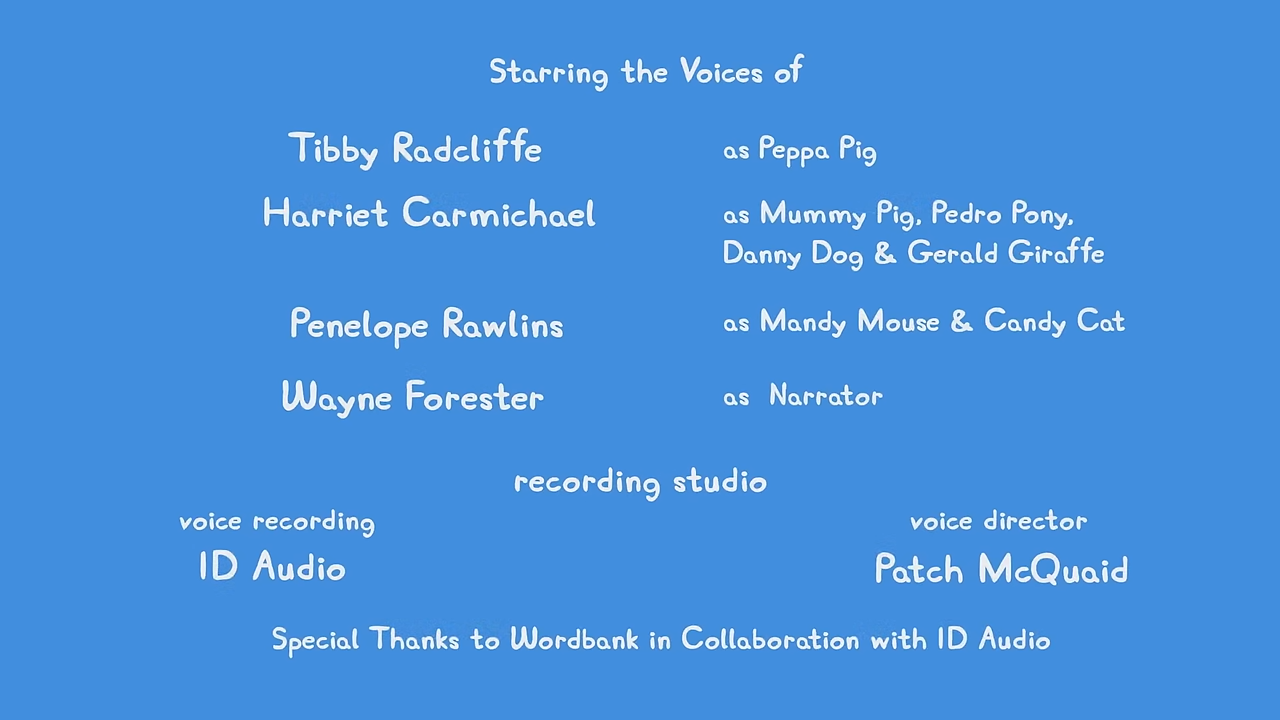 Starring the Voices of
Tibby Radcliffe as Peppa Pig
Harriet Carmichael as Mummy Pig, Pedro Pony,
Danny Dog & Gerald Giraffe
Penelope Rawlins as Mandy Mouse & Candy Cat
Wayne Forester as Narrator
recording studio
voice recording voice director
ID Audio Patch McQuaid
Special Thanks to Wordbank in Collaboration with ID Audio